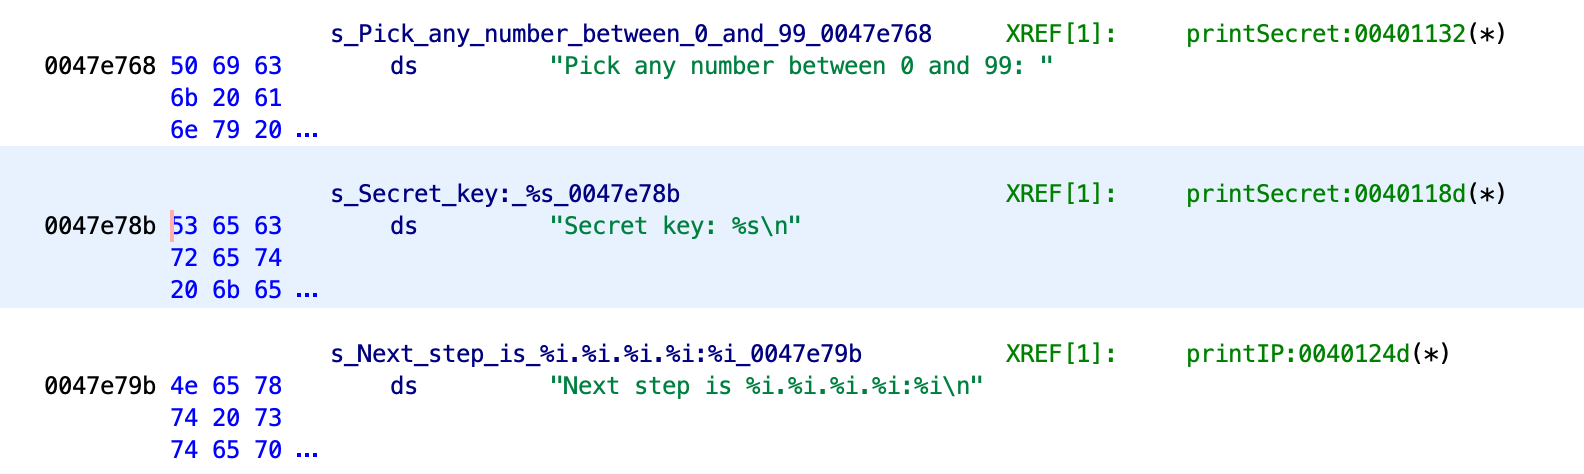 s_Pick_any_number_between_0_and_99_0047e768 XREF[1]: printSecret:00401132(*)
0047e768 50 69 63 ds "Pick any number between 0 and 99: "
6b 20 61
6e 79 20 ...
s_Secret_key:_%s_0047e78b XREF[1]: printSecret:0040118d(*)
0047e78b 53 65 63 ds "Secret key: %s\n"
72 65 74
20 6b 65 ...
s_Next_step_is_%i.%i.%i.%i:%i_0047e79b XREF[1]: printIP:0040124d(*)
0047e79b 4e 65 78 ds "Next step is %i.%i.%i.%i:%i\n"
74 20 73
74 65 70 ...